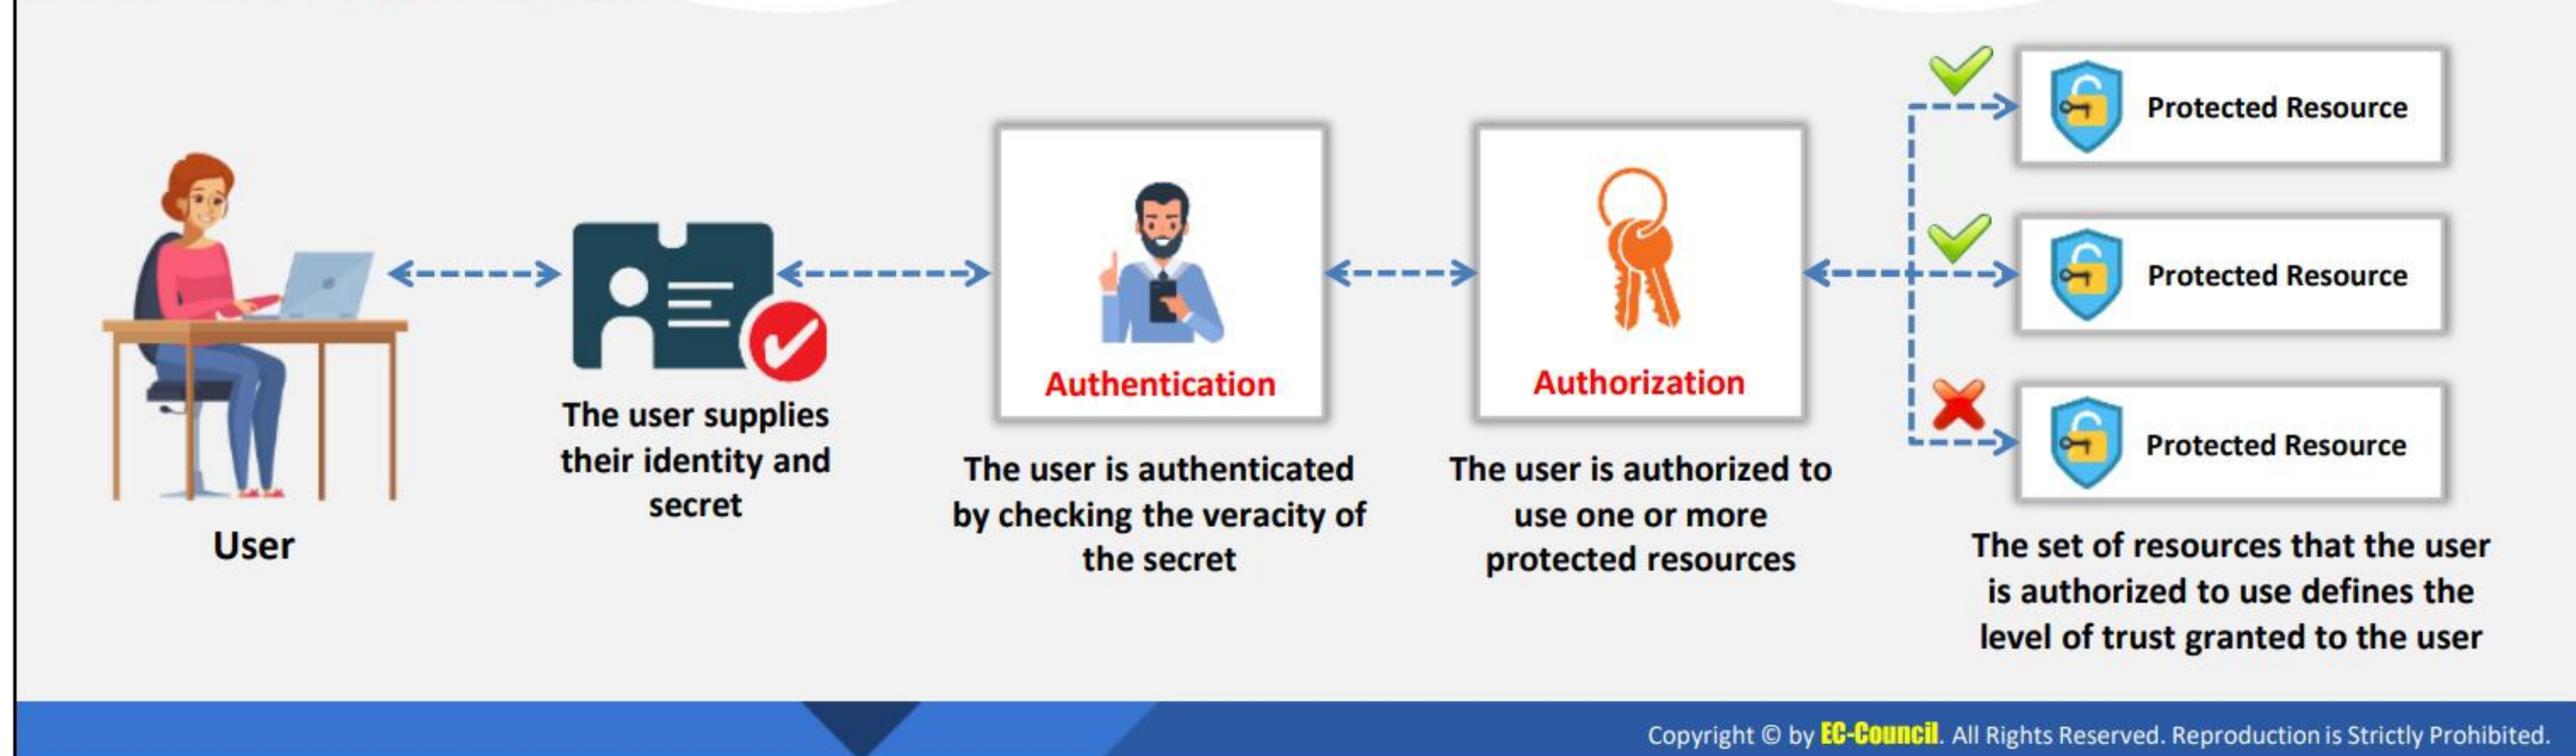 User
The user supplies
their identity and
secret
Authentication
The user is authenticated
by checking the veracity of
the secret
Authorization
The user is authorized to
use one or more
protected resources
Protected Resource
Protected Resource
Protected Resource
The set of resources that the user
is authorized to use defines the
level of trust granted to the user
Copyright © by EC-Council. All Rights Reserved. Reproduction is Strictly Prohibited.